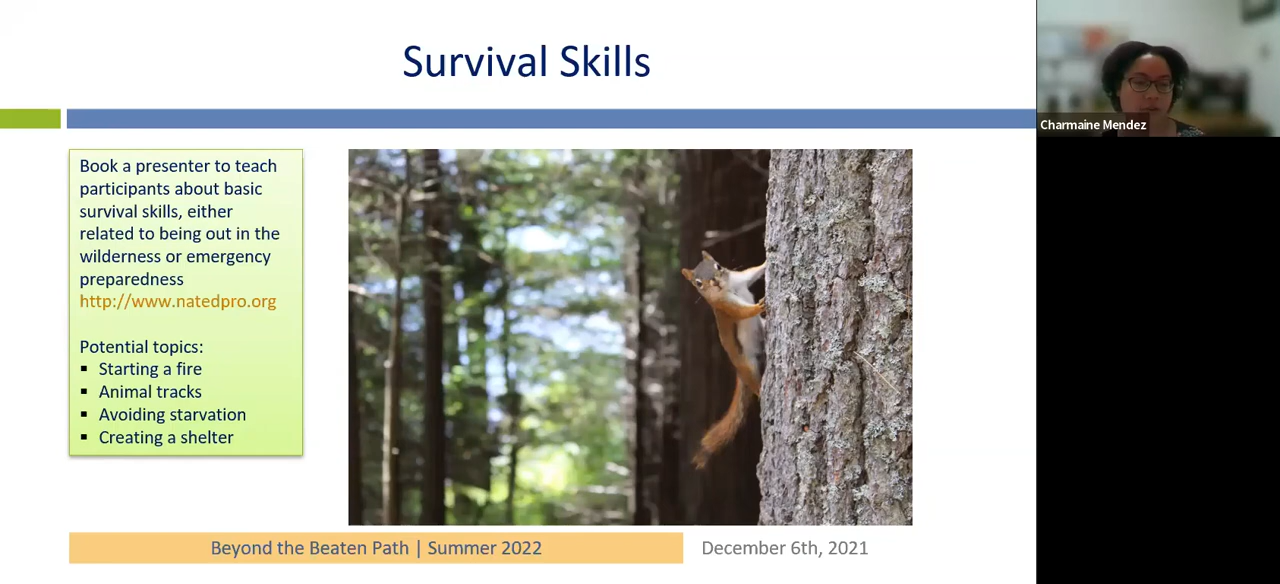 Survival Skills
Book a presenter to teach
participants about basic
survival skills, either
related to being out in the
wilderness or emergency
preparedness
http://www.natedpro.org
Potential topics:
▪ Starting a fire
▪ Animal tracks
▪ Avoiding starvation
▪ Creating a shelter
Beyond the Beaten Path | Summer 2022
December 6th, 2021
Charmaine Mendez